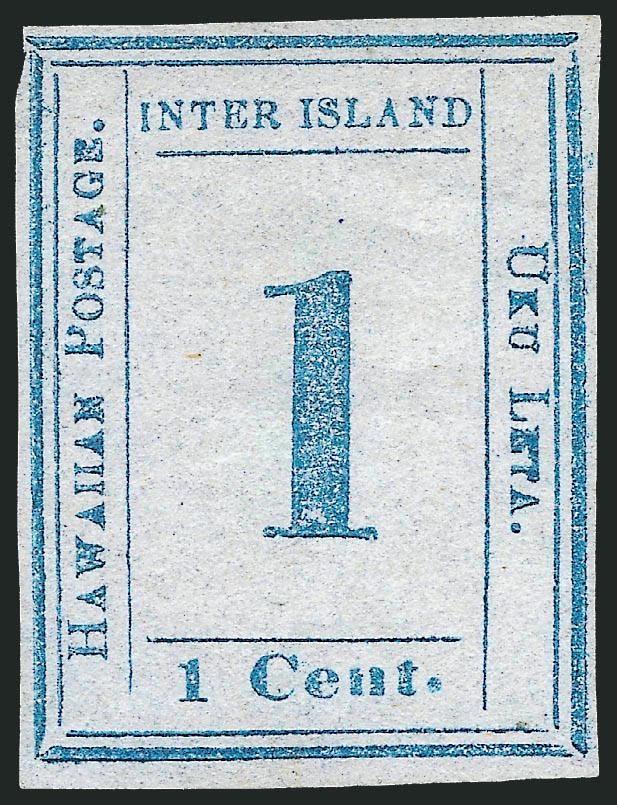 INTER ISLAND
HAWAIIAN POSTAGE.
1
UKU LETA.
1 Cent.